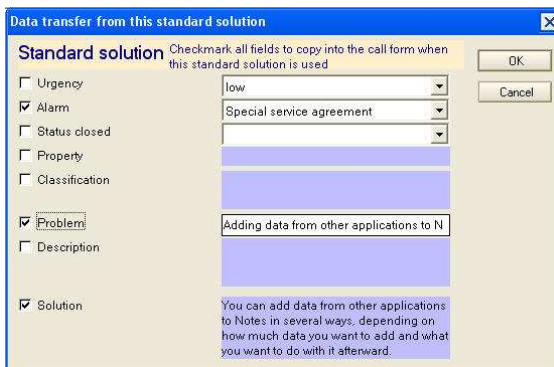 Data transfer from this standard solution
Standard solution Checkmark all fields to copy into the call form when
this standard solution is used
OK
Cancel
Urgency low
Alarm Special service agreement
Status closed
Property
Classification
Problem Adding data from other applications to N
Description
Solution You can add data from other applications
to Notes in several ways, depending on
how much data you want to add and what
you want to do with it afterward.